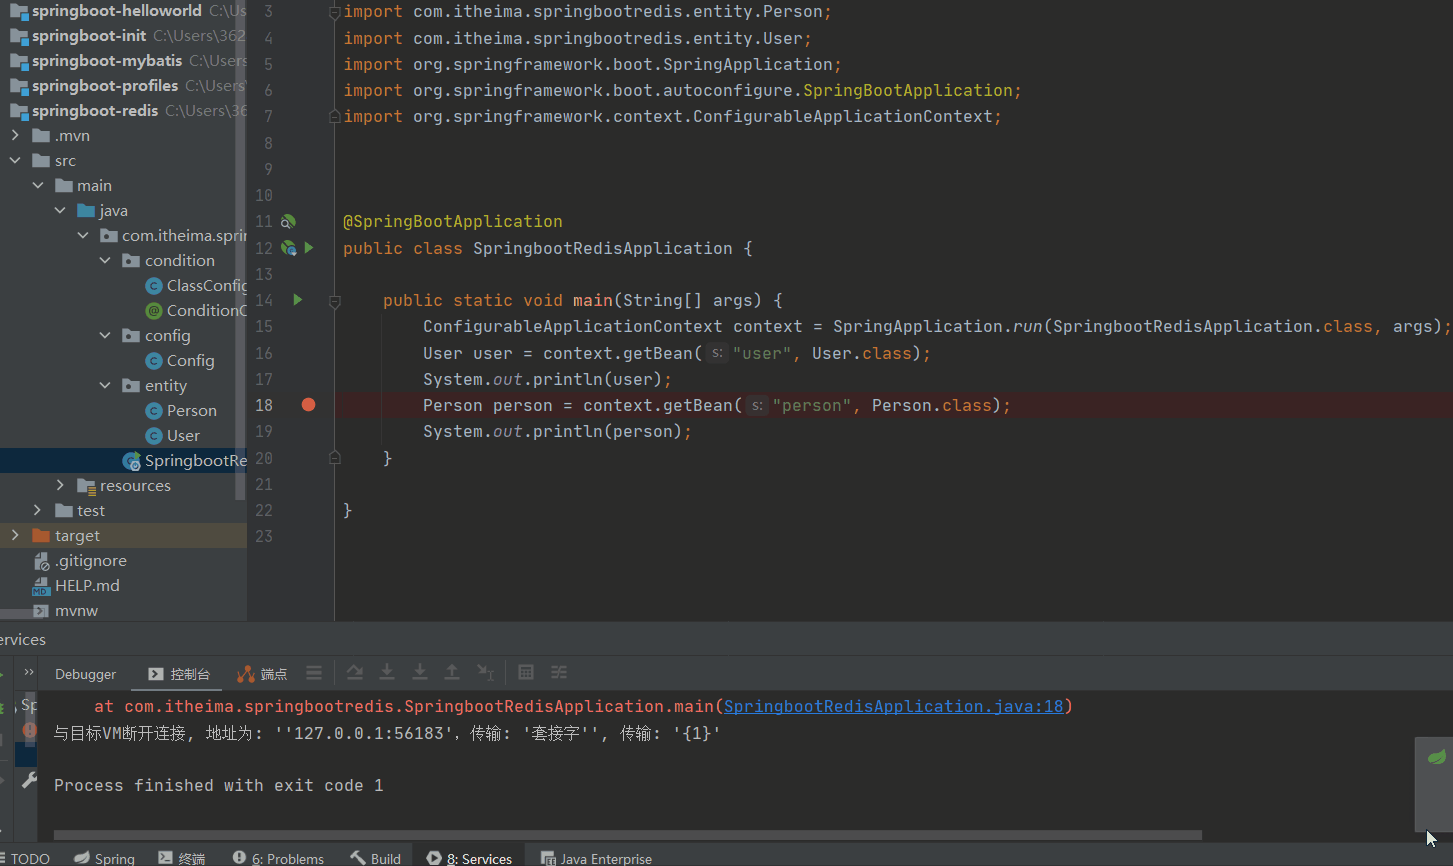 springboot-helloworld C:\Us
springboot-init C:\Users\362
springboot-mybatis C:\Users
springboot-profiles C:\Users\
springboot-redis C:\Users\36
.mvn
src
main
java
com.itheima.sprin
condition
ClassConfig
ConditionC
config
Config
entity
Person
User
SpringbootRe
resources
test
target
.gitignore
HELP.md
mvnw
3 import com.itheima.springbootredis.entity.Person;
4 import com.itheima.springbootredis.entity.User;
5 import org.springframework.boot.SpringApplication;
6 import org.springframework.boot.autoconfigure.SpringBootApplication;
7 import org.springframework.context.ConfigurableApplicationContext;
8
9
10
11 @SpringBootApplication
12 public class SpringbootRedisApplication {
13
14 public static void main(String[] args) {
15 ConfigurableApplicationContext context = SpringApplication.run(SpringbootRedisApplication.class, args);
16 User user = context.getBean( s: "user", User.class);
17 System.out.println(user);
18 Person person = context.getBean( s: "person", Person.class);
19 System.out.println(person);
20 }
21
22 }
23
ervices
Debugger 控制台 端点
Sp
at com.itheima.springbootredis.SpringbootRedisApplication.main(SpringbootRedisApplication.java:18)
与目标VM断开连接, 地址为: ''127.0.0.1:56183', 传输: '套接字'', 传输: '{1}'
Process finished with exit code 1
TODO Spring 终端 6: Problems Build 8: Services Java Enterprise